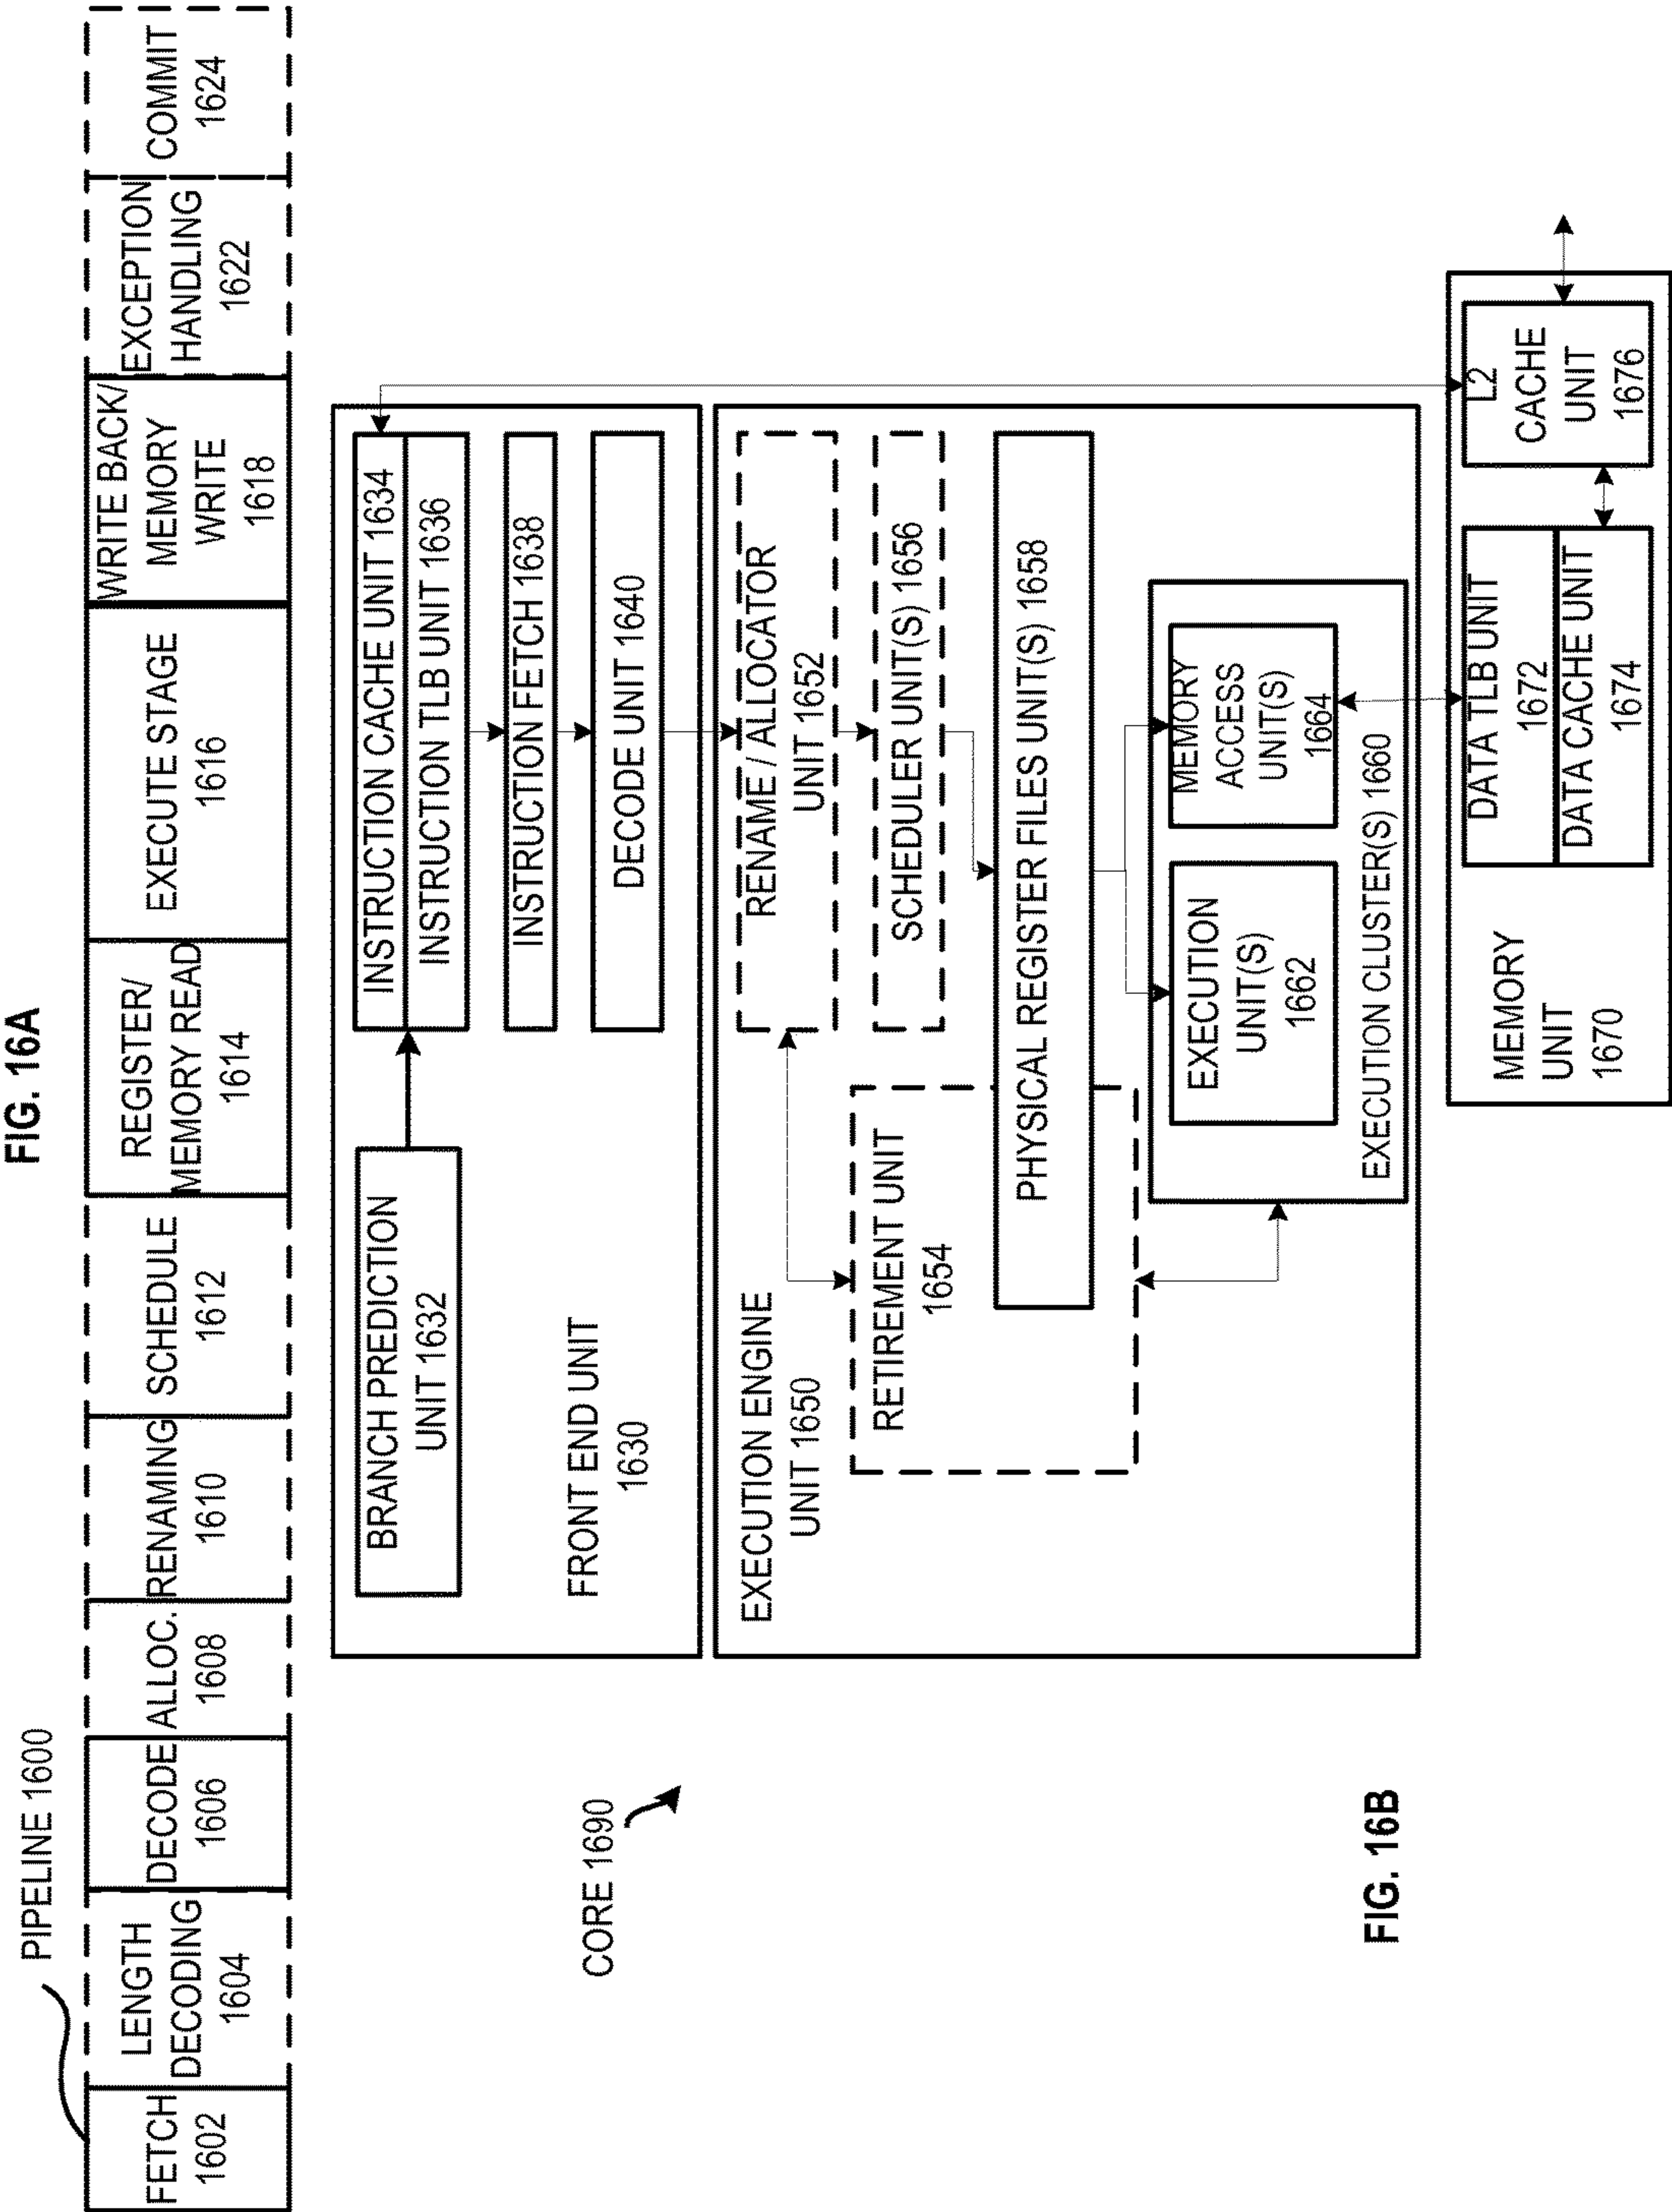 FIG. 16A
PIPELINE 1600
FETCH
1602
LENGTH
DECODING
1604
DECODE
1606
ALLOC.
1608
RENAMING
1610
SCHEDULE
1612
REGISTER/
MEMORY READ
1614
EXECUTE STAGE
1616
WRITE BACK/
MEMORY
WRITE
1618
EXCEPTION
HANDLING
1622
COMMIT
1624
CORE 1690
BRANCH PREDICTION
UNIT 1632
INSTRUCTION CACHE UNIT 1634
INSTRUCTION TLB UNIT 1636
INSTRUCTION FETCH 1638
DECODE UNIT 1640
FRONT END UNIT
1630
EXECUTION ENGINE
UNIT 1650
RENAME / ALLOCATOR
UNIT 1652
RETIREMENT UNIT
1654
SCHEDULER UNIT(S) 1656
PHYSICAL REGISTER FILES UNIT(S) 1658
EXECUTION
UNIT(S)
1662
MEMORY
ACCESS
UNIT(S)
1664
EXECUTION CLUSTER(S) 1660
MEMORY
UNIT
1670
DATA TLB UNIT
1672
DATA CACHE UNIT
1674
L2
CACHE
UNIT
1676
FIG. 16B